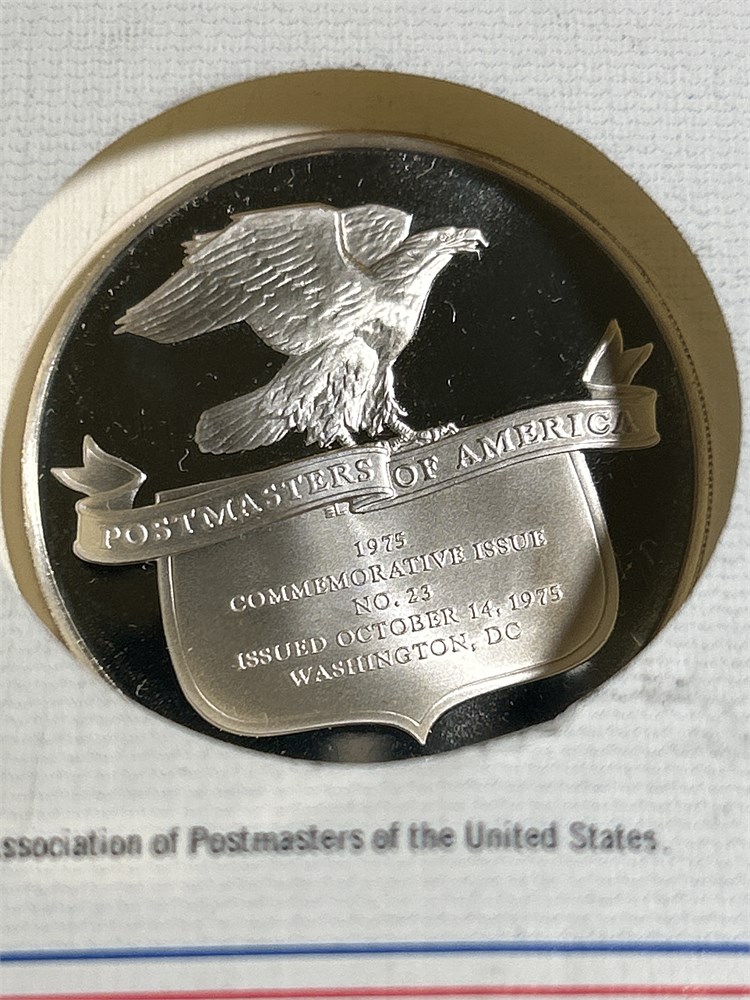 POSTMASTERS OF AMERICA
1975
COMMEMORATIVE ISSUE
NO. 23
ISSUED OCTOBER 14, 1975
WASHINGTON, DC
ssociation of Postmasters of the United States.